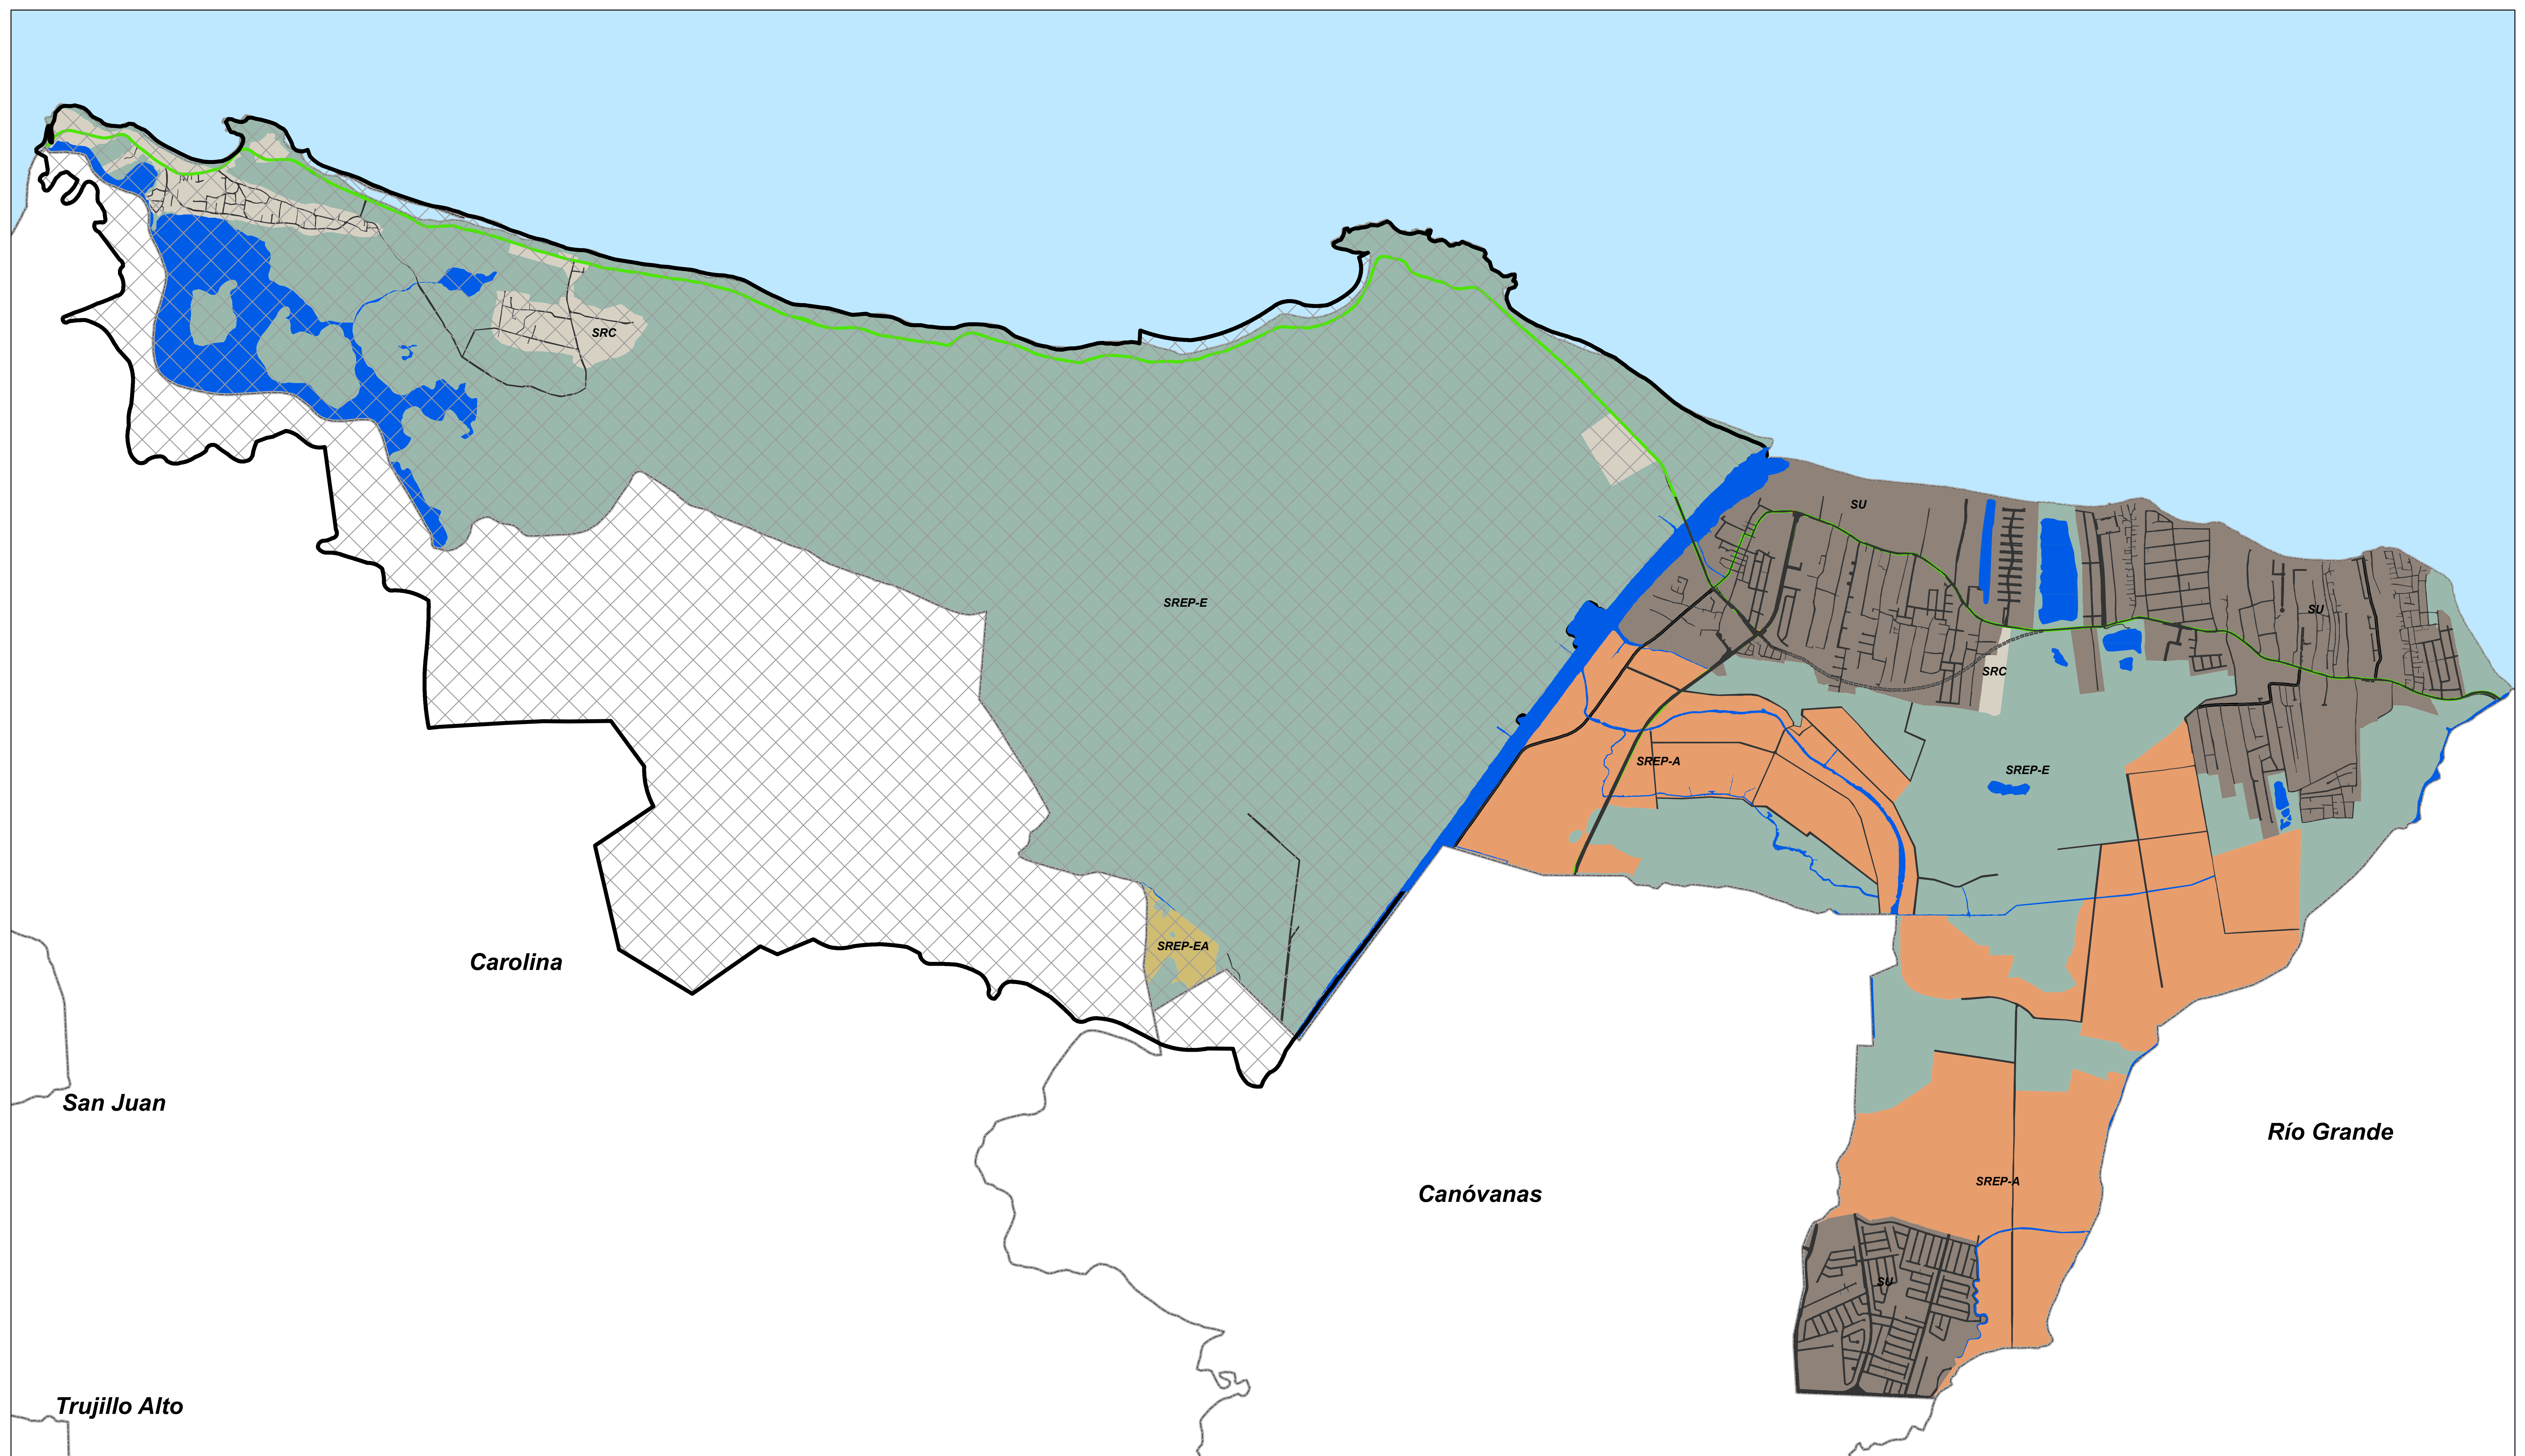 SRC
SU
SREP-E
SU
SRC
SREP-A
SREP-E
SREP-EA
Carolina
San Juan
Río Grande
SREP-A
Canóvanas
SU
Trujillo Alto